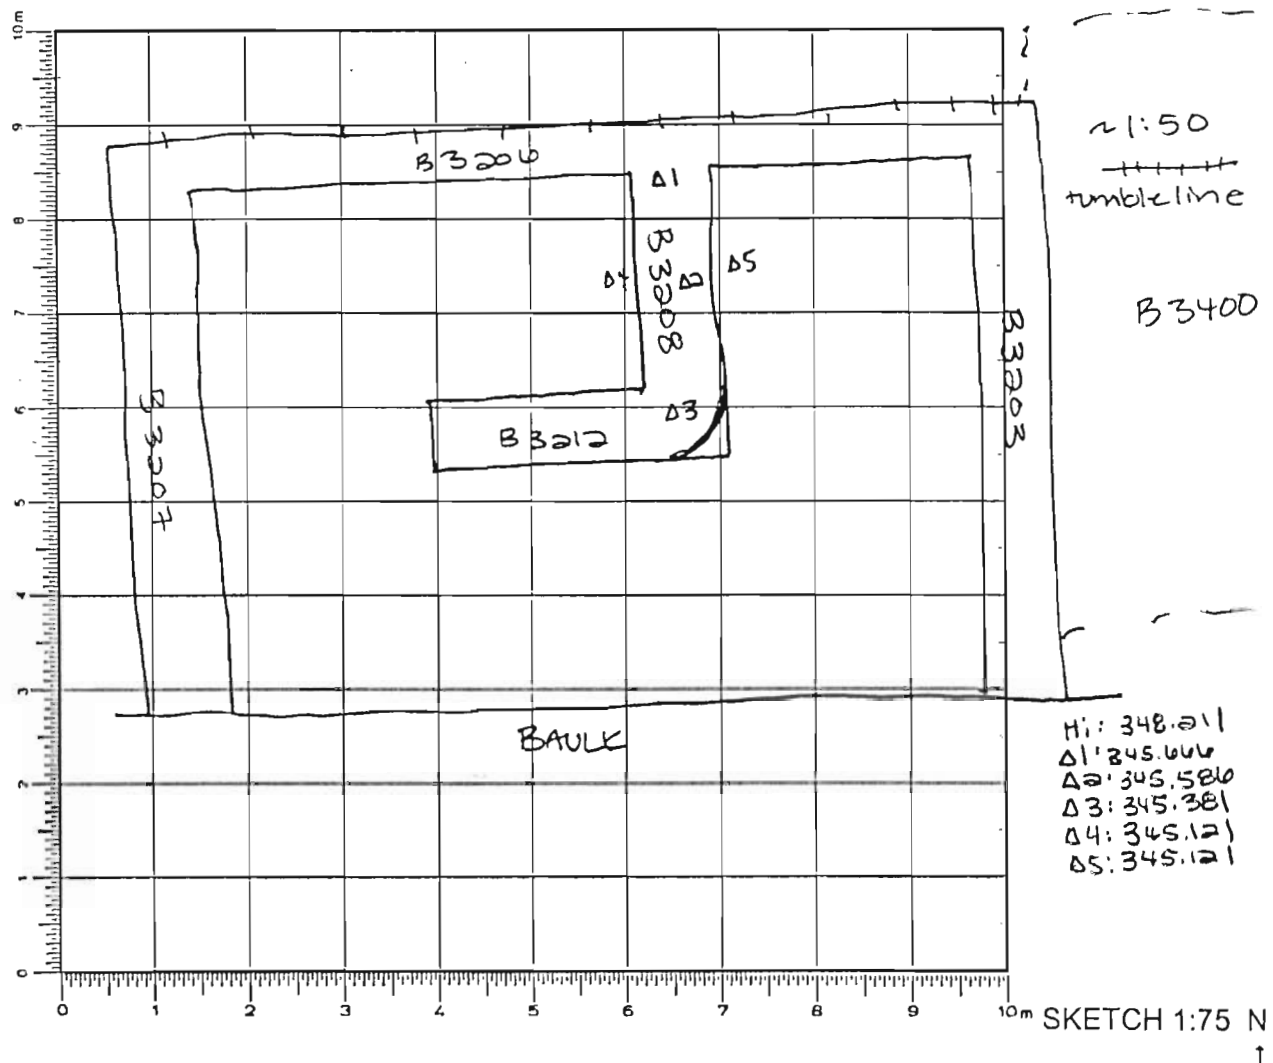 10m
9
8
7
6
5
4
3
2
1
0
0 1 2 3 4 5 6 7 8 9 10m
B3206
Δ1
B3208
Δ4
Δ2
Δ5
B3207
B3212
Δ3
B3203
BAULK
~1:50
tumbleline
B3400
Hi: 348.211
Δ1: 345.666
Δ2: 345.586
Δ3: 345.381
Δ4: 345.121
Δ5: 345.121
SKETCH 1:75 N
↑